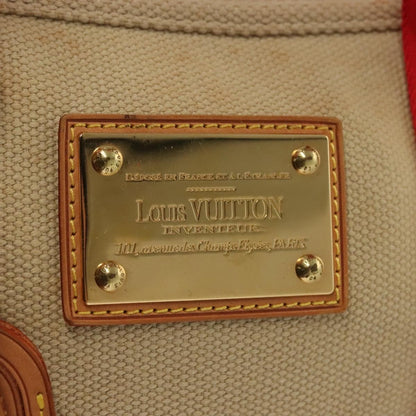 DÉPOSÉ EN FRANCE ET À L'ÉTRANGER
LOUIS VUITTON
INVENTEUR
101, avenue des Champs Elysées, PARIS